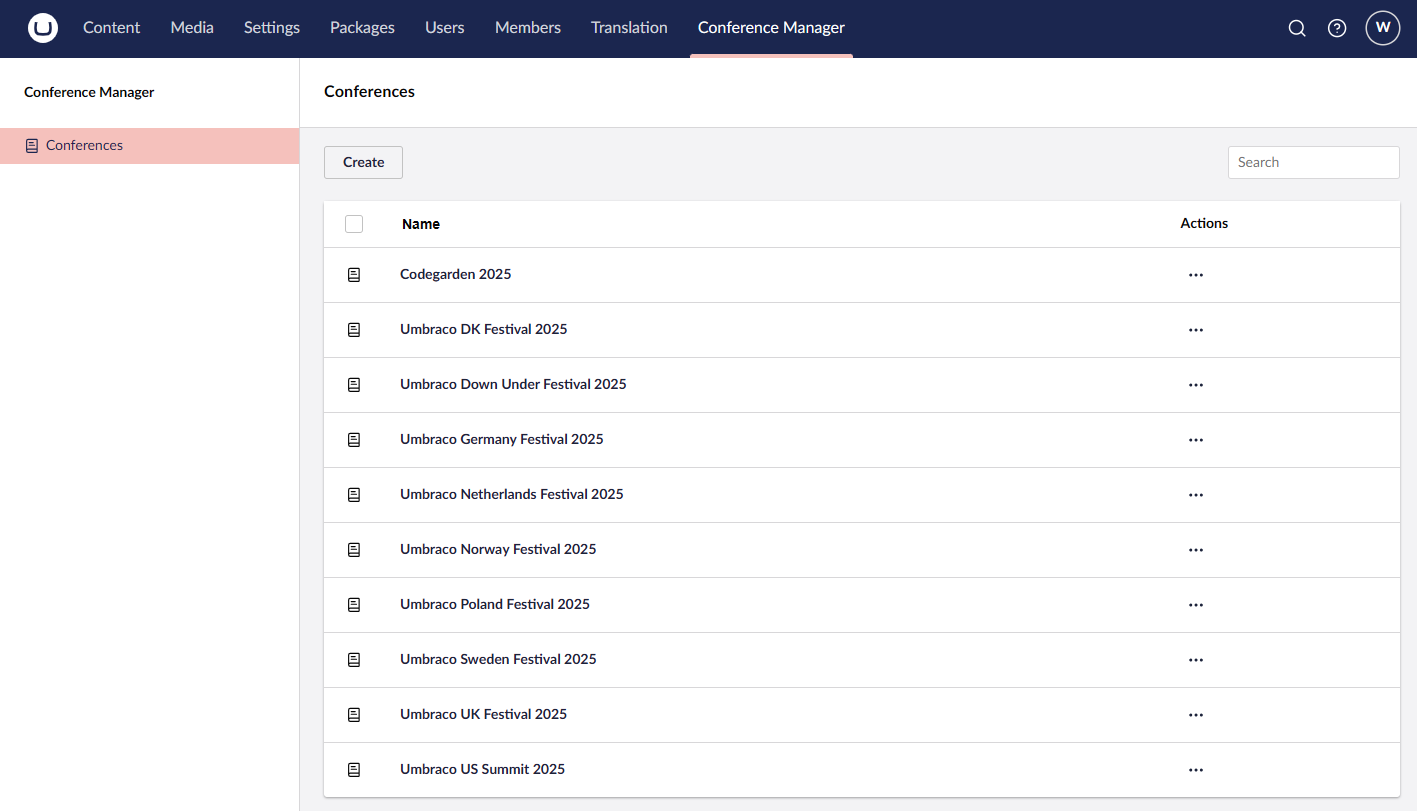 Content Media Settings Packages Users Members Translation Conference Manager W
Conference Manager
Conferences
Conferences
Create
Search
Name Actions
Codegarden 2025
Umbraco DK Festival 2025
Umbraco Down Under Festival 2025
Umbraco Germany Festival 2025
Umbraco Netherlands Festival 2025
Umbraco Norway Festival 2025
Umbraco Poland Festival 2025
Umbraco Sweden Festival 2025
Umbraco UK Festival 2025
Umbraco US Summit 2025